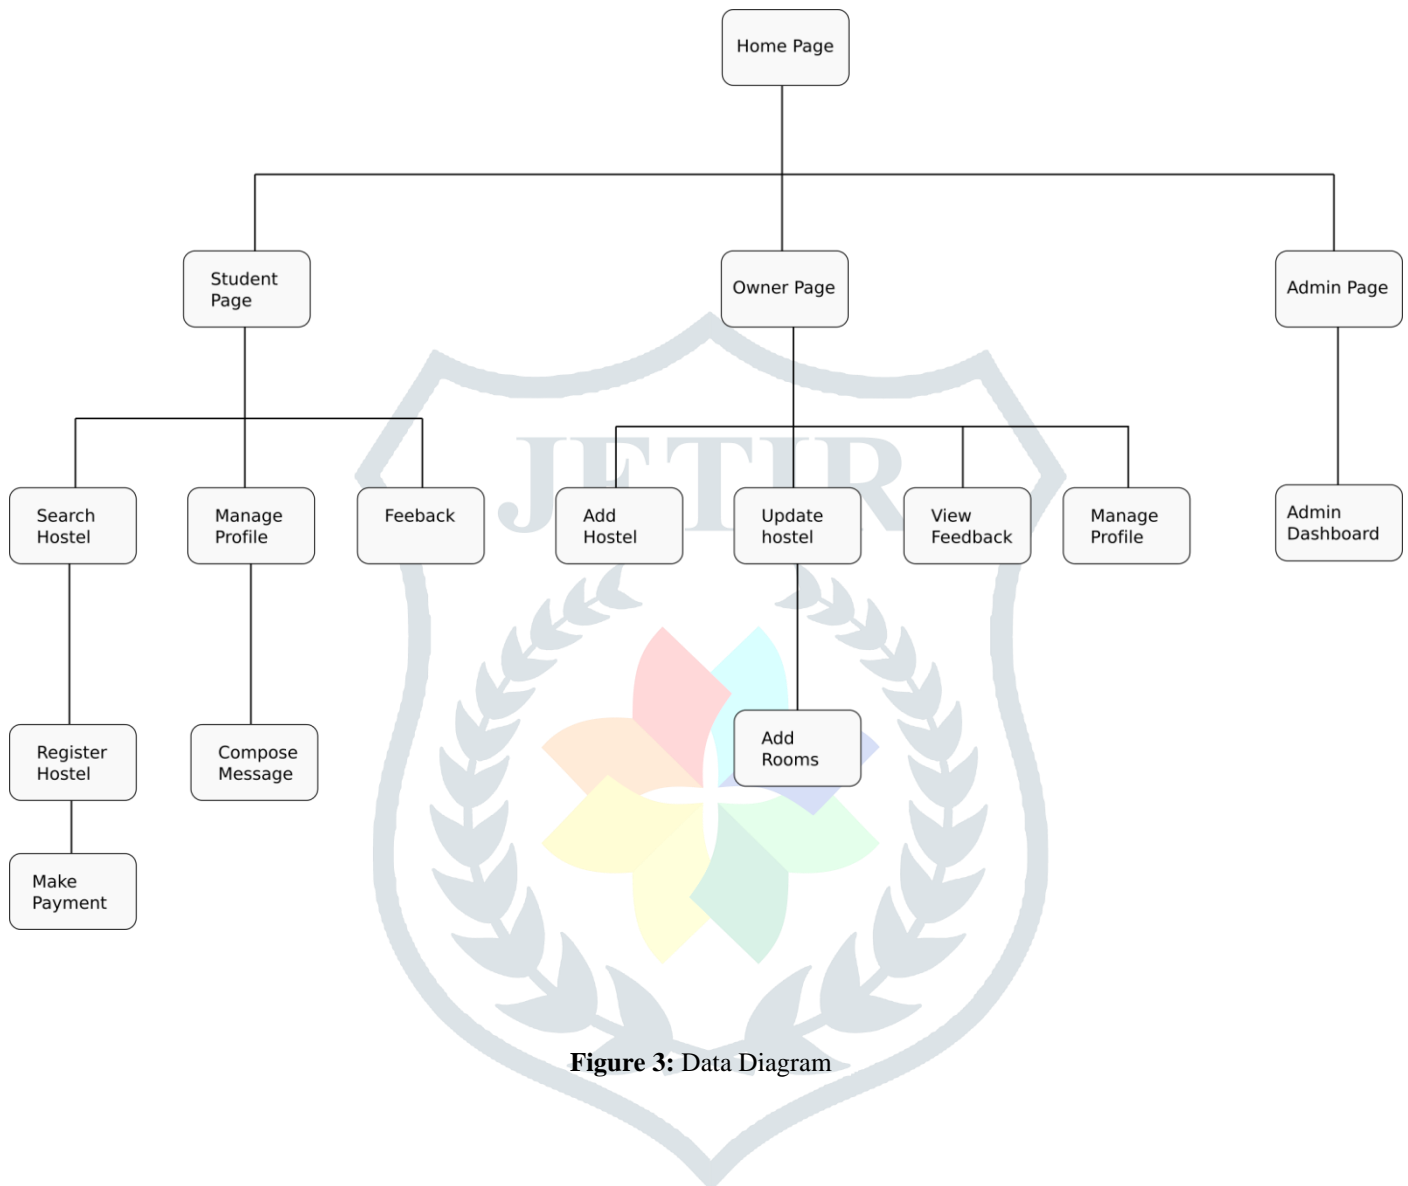 Home Page
Student
Page
Owner Page
Admin Page
JETIR
Search
Hostel
Manage
Profile
Feeback
Add
Hostel
Update
hostel
View
Feedback
Manage
Profile
Admin
Dashboard
Register
Hostel
Compose
Message
Add
Rooms
Make
Payment
Figure 3: Data Diagram